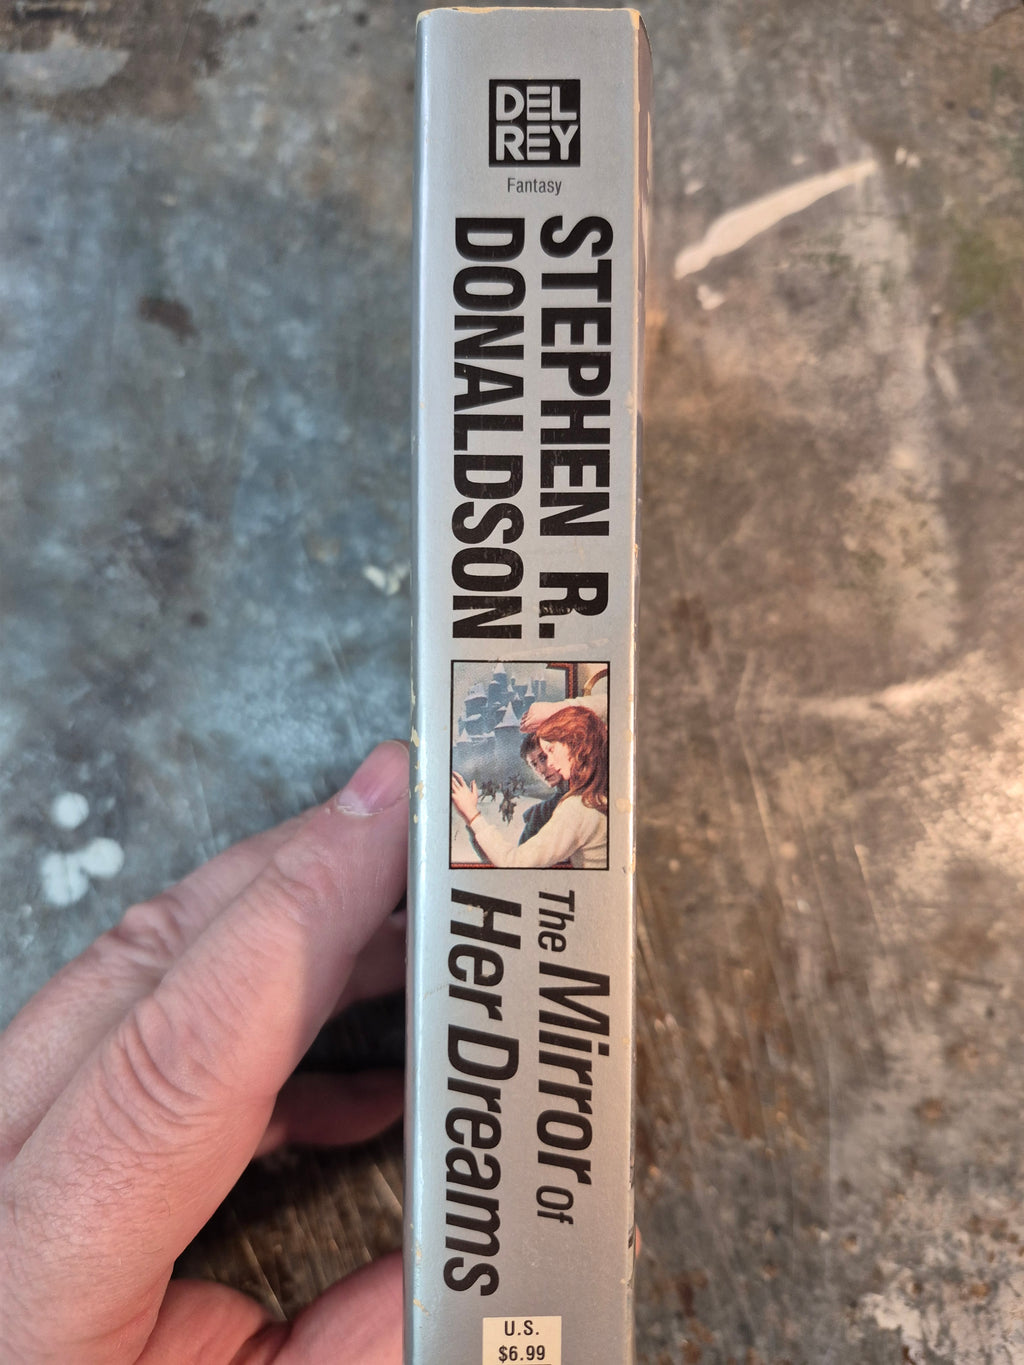 DEL
REY
Fantasy
STEPHEN R.
DONALDSON
The Mirror of
Her Dreams
U.S.
$6.99